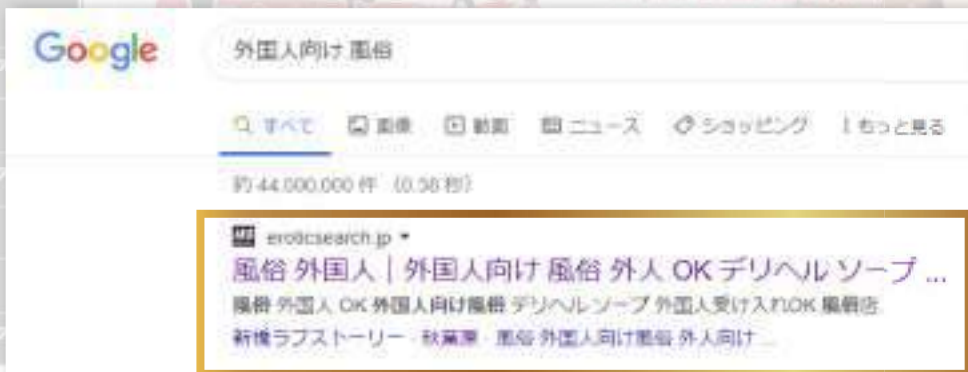 Google
外国人向け 風俗
すべて 画像 動画 ニュース ショッピング もっと見る
約 44,000,000 件 (0.58 秒)
eroticsearch.jp
風俗 外国人 | 外国人向け 風俗 外人 OK デリヘル ソープ ...
風俗 外国人 OK 外国人向け風俗 デリヘル ソープ 外国人受け入れOK 風俗店
新橋ラブストーリー · 秋葉原 · 風俗 外国人向け風俗 外人向け ...